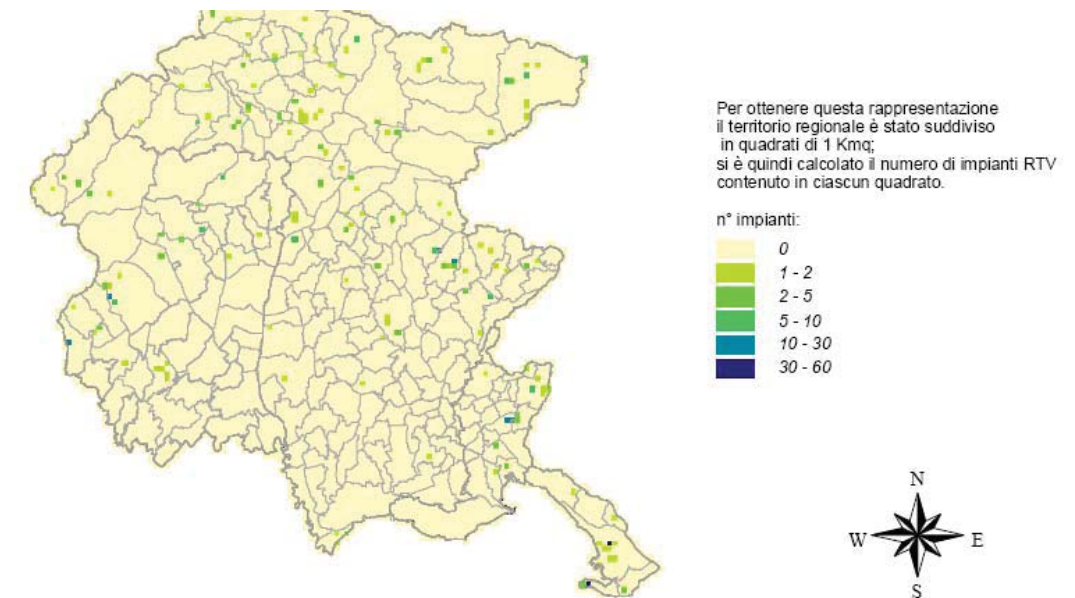 Per ottenere questa rappresentazione
il territorio regionale è stato suddiviso
in quadrati di 1 Kmq;
si è quindi calcolato il numero di impianti RTV
contenuto in ciascun quadrato.
n° impianti:
0
1 - 2
2 - 5
5 - 10
10 - 30
30 - 60
N
W E
S